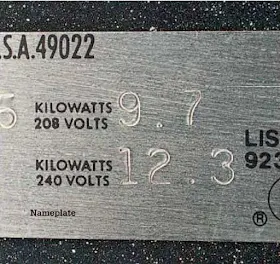 .S.A. 49022
KILOWATTS 9.7
208 VOLTS
LIS
KILOWATTS 12.3
923
240 VOLTS
Nameplate
®